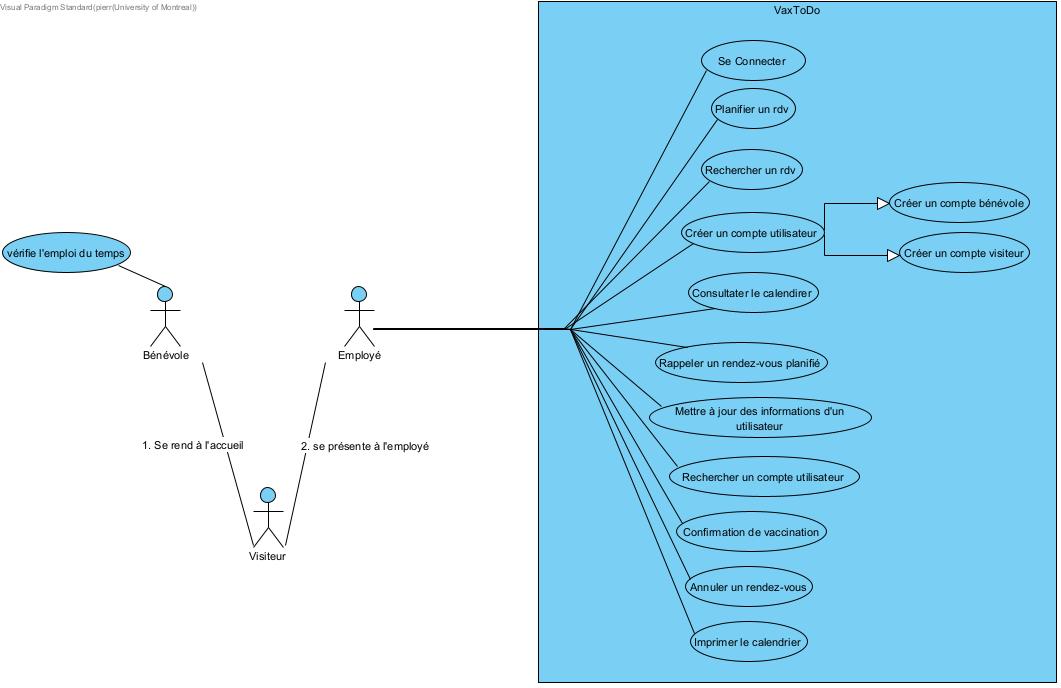 Visual Paradigm Standard(pierr(University of Montreal))
VaxToDo
Se Connecter
Planifier un rdv
Rechercher un rdv
Créer un compte utilisateur
Créer un compte bénévole
Créer un compte visiteur
vérifie l'emploi du temps
Consultater le calendirer
Bénévole
Employé
Rappeler un rendez-vous planifié
Mettre à jour des informations d'un
utilisateur
1. Se rend à l'accueil
2. se présente à l'employé
Rechercher un compte utilisateur
Confirmation de vaccination
Visiteur
Annuler un rendez-vous
Imprimer le calendrier